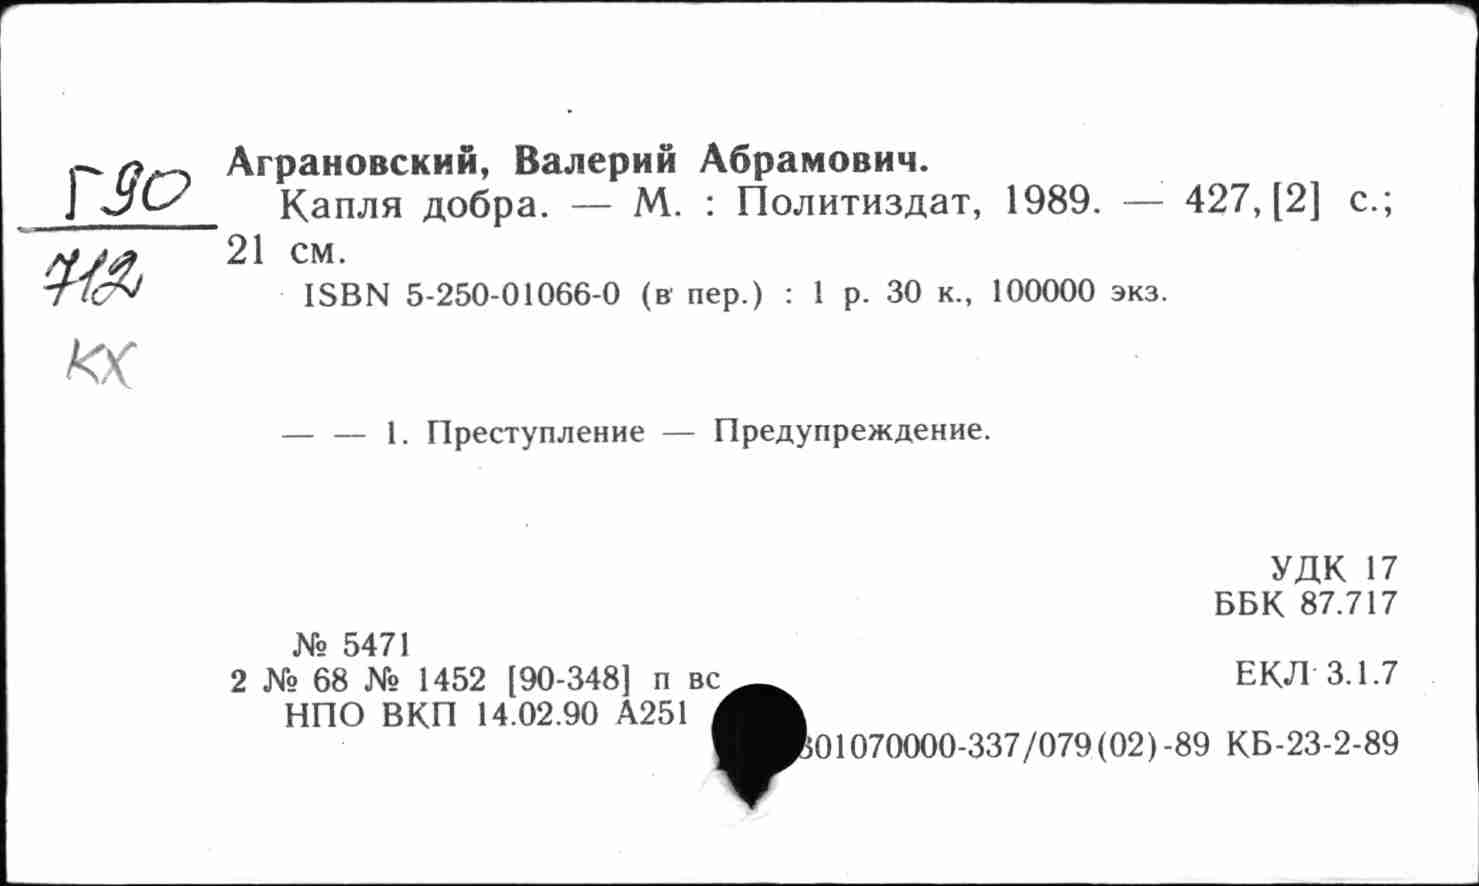 Г90
712
КХ
Аграновский, Валерий Абрамович.
Капля добра. — М. : Политиздат, 1989. — 427, [2] с.;
21 см.
ISBN 5-250-01066-0 (в пер.) : 1 р. 30 к., 100000 экз.
— — 1. Преступление — Предупреждение.
УДК 17
ББК 87.717
№ 5471
2 № 68 № 1452 [90-348] п вс
ЕКЛ 3.1.7
НПО ВКП 14.02.90 А251
301070000-337/079(02)-89 КБ-23-2-89